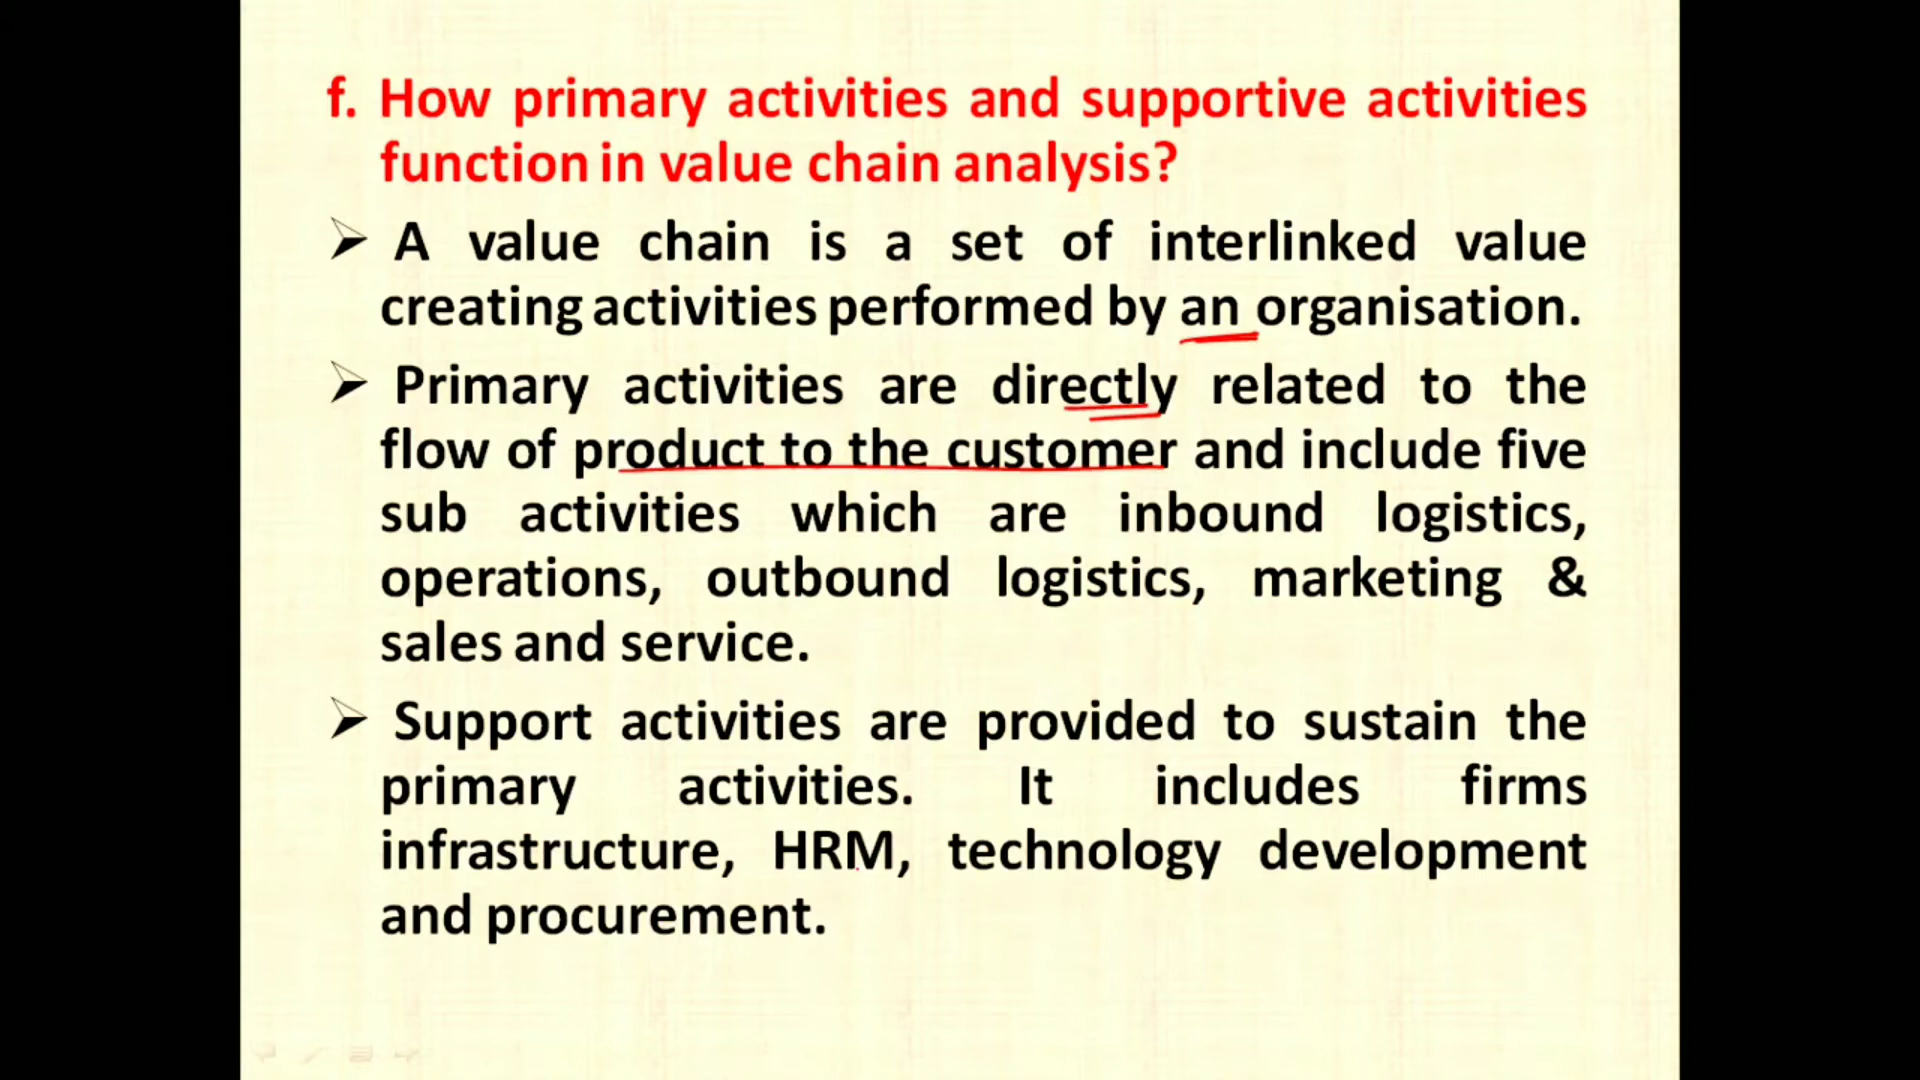 f. How primary activities and supportive activities
function in value chain analysis?
➢ A value chain is a set of interlinked value
creating activities performed by an organisation.
➢ Primary activities are directly related to the
flow of product to the customer and include five
sub activities which are inbound logistics,
operations, outbound logistics, marketing &
sales and service.
➢ Support activities are provided to sustain the
primary activities. It includes firms
infrastructure, HRM, technology development
and procurement.